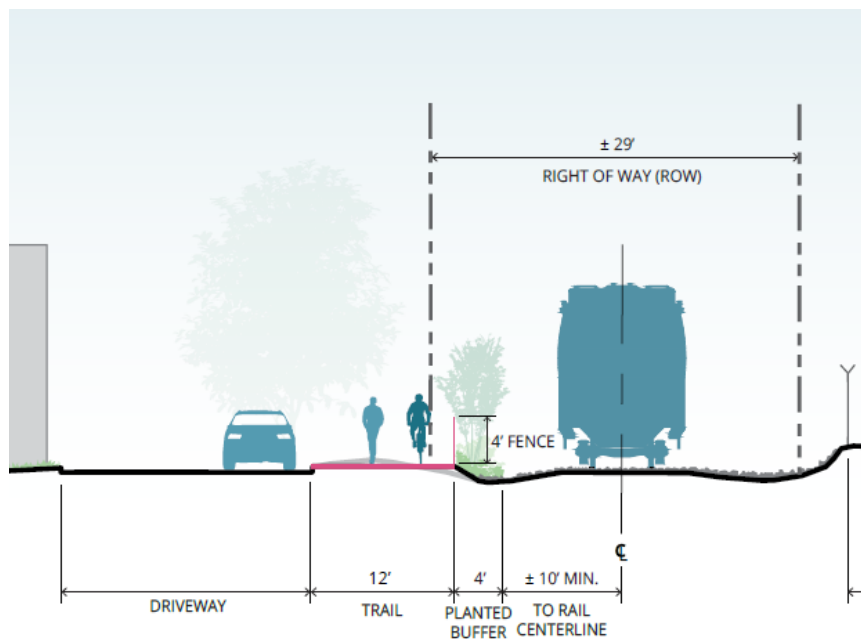 ± 29’
RIGHT OF WAY (ROW)
4’ FENCE
℄
12’
4’
± 10’ MIN.
DRIVEWAY
TRAIL
PLANTED
BUFFER
TO RAIL
CENTERLINE